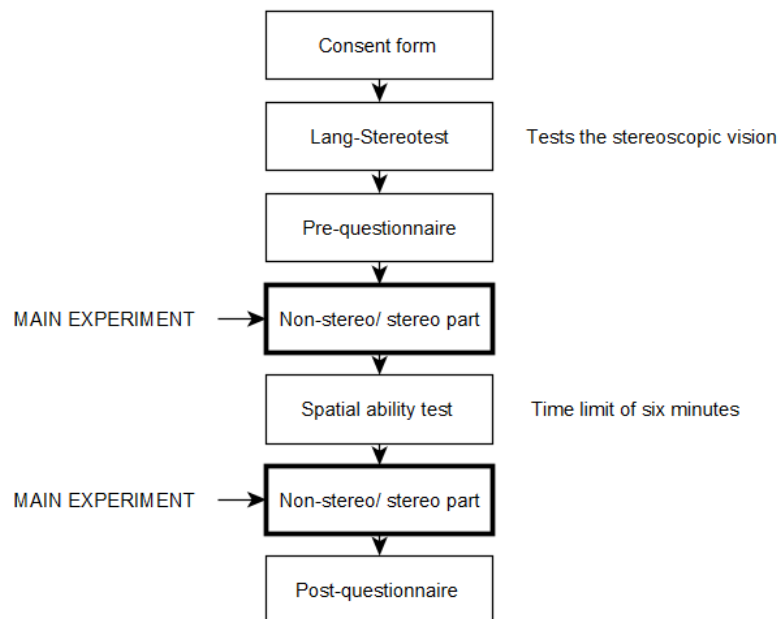 Consent form
Lang-Stereotest
Tests the stereoscopic vision
Pre-questionnaire
MAIN EXPERIMENT
Non-stereo/ stereo part
Spatial ability test
Time limit of six minutes
MAIN EXPERIMENT
Non-stereo/ stereo part
Post-questionnaire